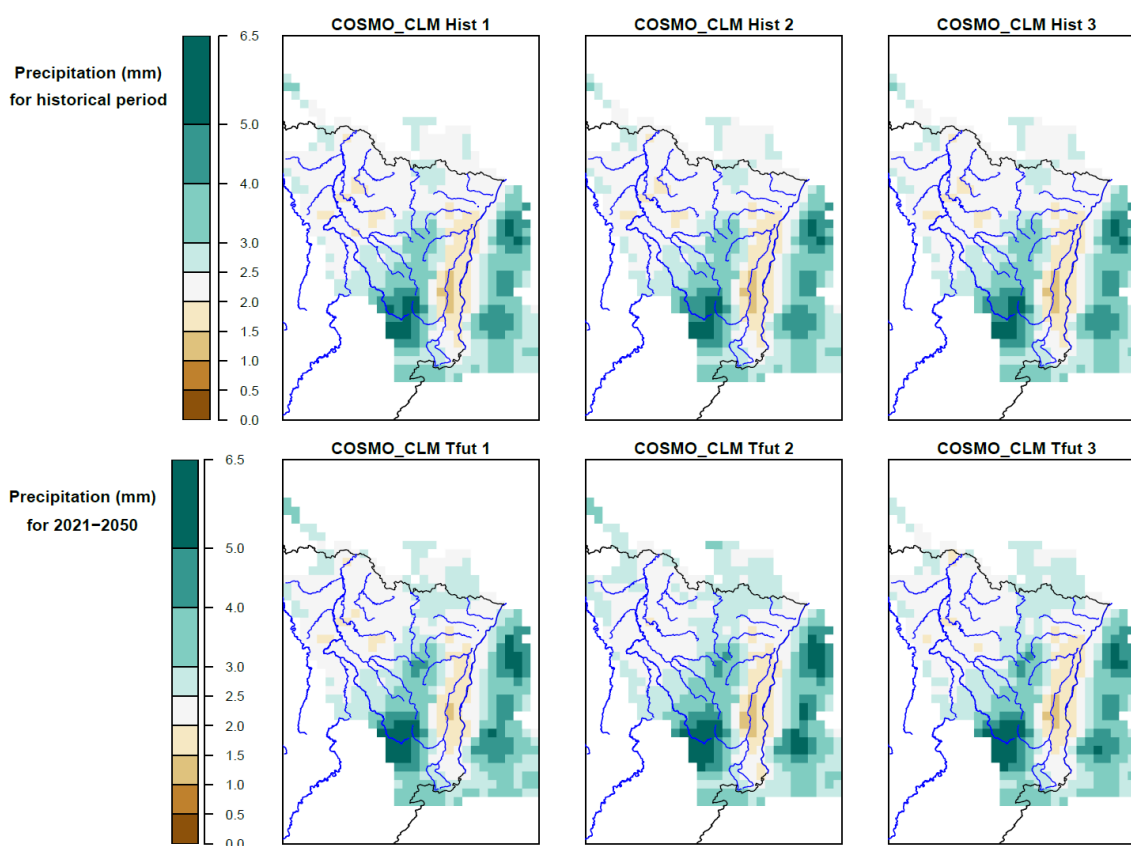 COSMO_CLM Hist 1
COSMO_CLM Hist 2
COSMO_CLM Hist 3
Precipitation (mm)
for historical period
6.5
5.0
4.0
3.0
2.5
2.0
1.5
1.0
0.5
0.0
COSMO_CLM Tfut 1
COSMO_CLM Tfut 2
COSMO_CLM Tfut 3
Precipitation (mm)
for 2021−2050
6.5
5.0
4.0
3.0
2.5
2.0
1.5
1.0
0.5
0.0